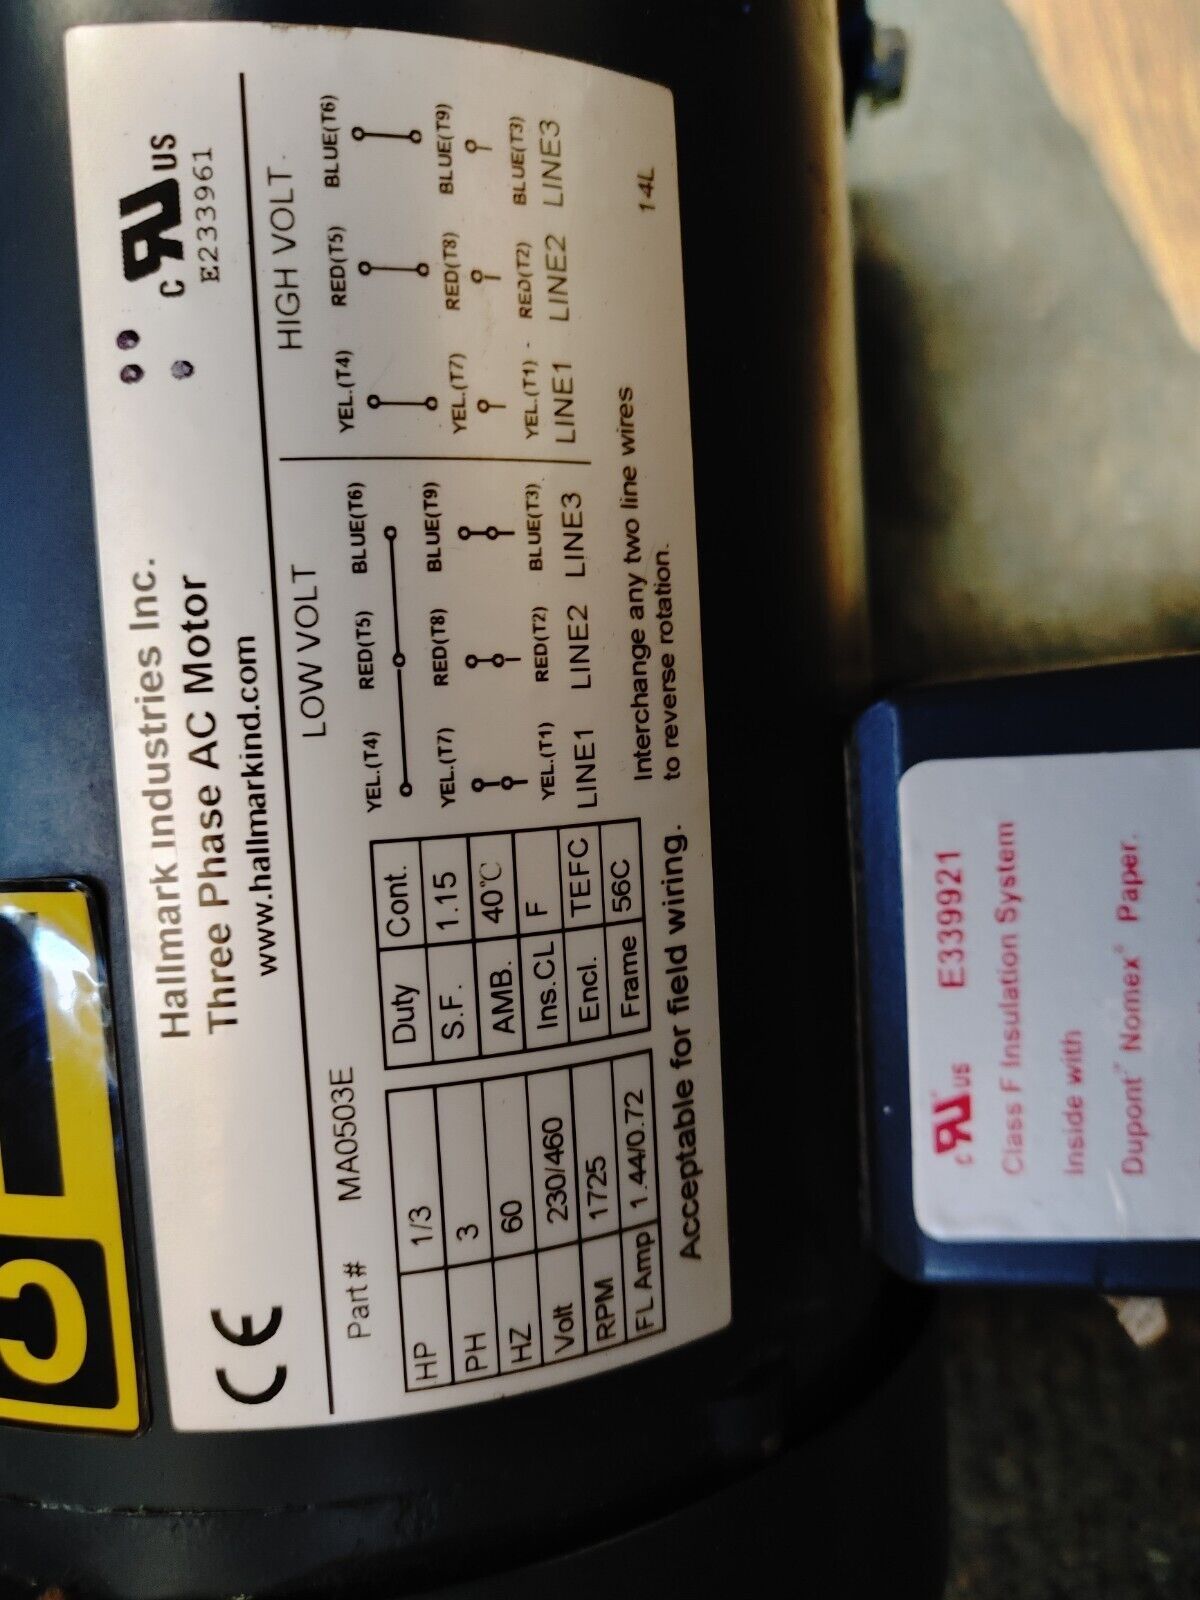 Hallmark Industries Inc.
Three Phase AC Motor
www.hallmarkind.com
CE
c RU US
E233961
Part # MA0503E
HP 1/3
PH 3
HZ 60
Volt 230/460
RPM 1725
FL Amp 1.44/0.72
Duty Cont.
S.F. 1.15
AMB. 40℃
Ins.CL F
Encl. TEFC
Frame 56C
Acceptable for field wiring.
LOW VOLT
YEL.(T4) RED(T5) BLUE(T6)
YEL.(T7) RED(T8) BLUE(T9)
YEL.(T1) RED(T2) BLUE(T3)
LINE1 LINE2 LINE3
HIGH VOLT.
YEL.(T4) RED(T5) BLUE(T6)
YEL.(T7) RED(T8) BLUE(T9)
YEL.(T1) - RED(T2) BLUE(T3)
LINE1 LINE2 LINE3
Interchange any two line wires
to reverse rotation.
14L
c RU US E339921
Class F Insulation System
Inside with
Dupont™ Nomex® Paper.